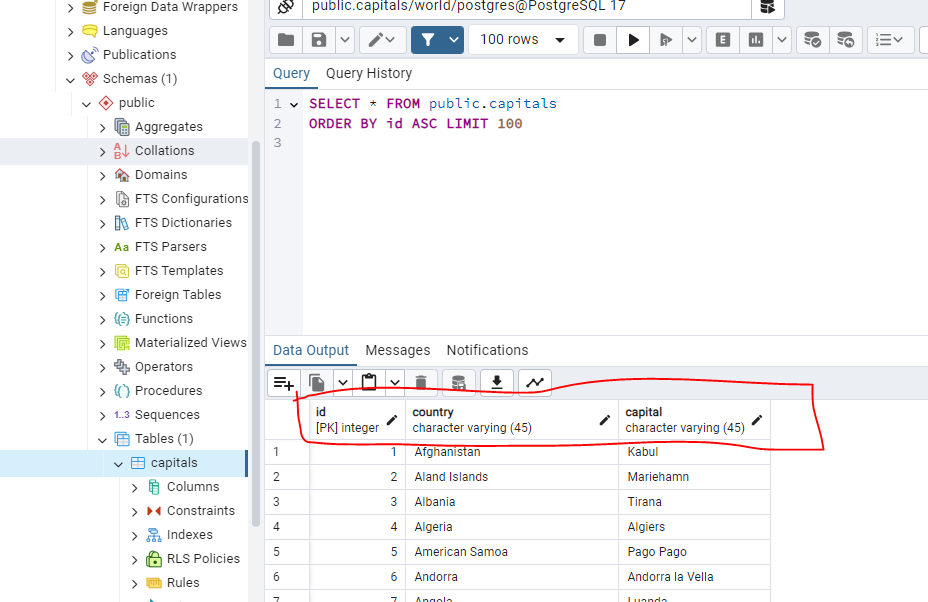 Foreign Data Wrappers
Languages
Publications
Schemas (1)
public
Aggregates
Collations
Domains
FTS Configurations
FTS Dictionaries
Aa FTS Parsers
FTS Templates
Foreign Tables
Functions
Materialized Views
Operators
Procedures
1..3 Sequences
Tables (1)
capitals
Columns
Constraints
Indexes
RLS Policies
Rules
public.capitals/world/postgres@PostgreSQL 17
100 rows
E
Query Query History
1 SELECT * FROM public.capitals
2 ORDER BY id ASC LIMIT 100
3
Data Output Messages Notifications
id country capital
[PK] integer character varying (45) character varying (45)
1 1 Afghanistan Kabul
2 2 Aland Islands Mariehamn
3 3 Albania Tirana
4 4 Algeria Algiers
5 5 American Samoa Pago Pago
6 6 Andorra Andorra la Vella
7 7 Angola Luanda